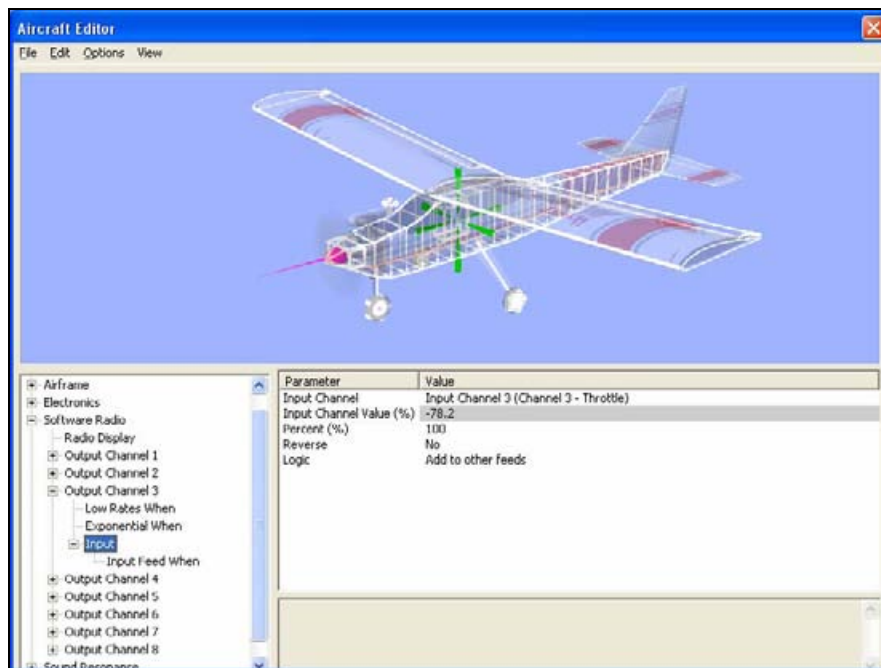 Aircraft Editor
File Edit Options View
Airframe
Electronics
Software Radio
Radio Display
Output Channel 1
Output Channel 2
Output Channel 3
Low Rates When
Exponential When
Input
Input Feed When
Output Channel 4
Output Channel 5
Output Channel 6
Output Channel 7
Output Channel 8
Sound Resonance
Parameter Value
Input Channel Input Channel 3 (Channel 3 - Throttle)
Input Channel Value (%) -78.2
Percent (%) 100
Reverse No
Logic Add to other feeds